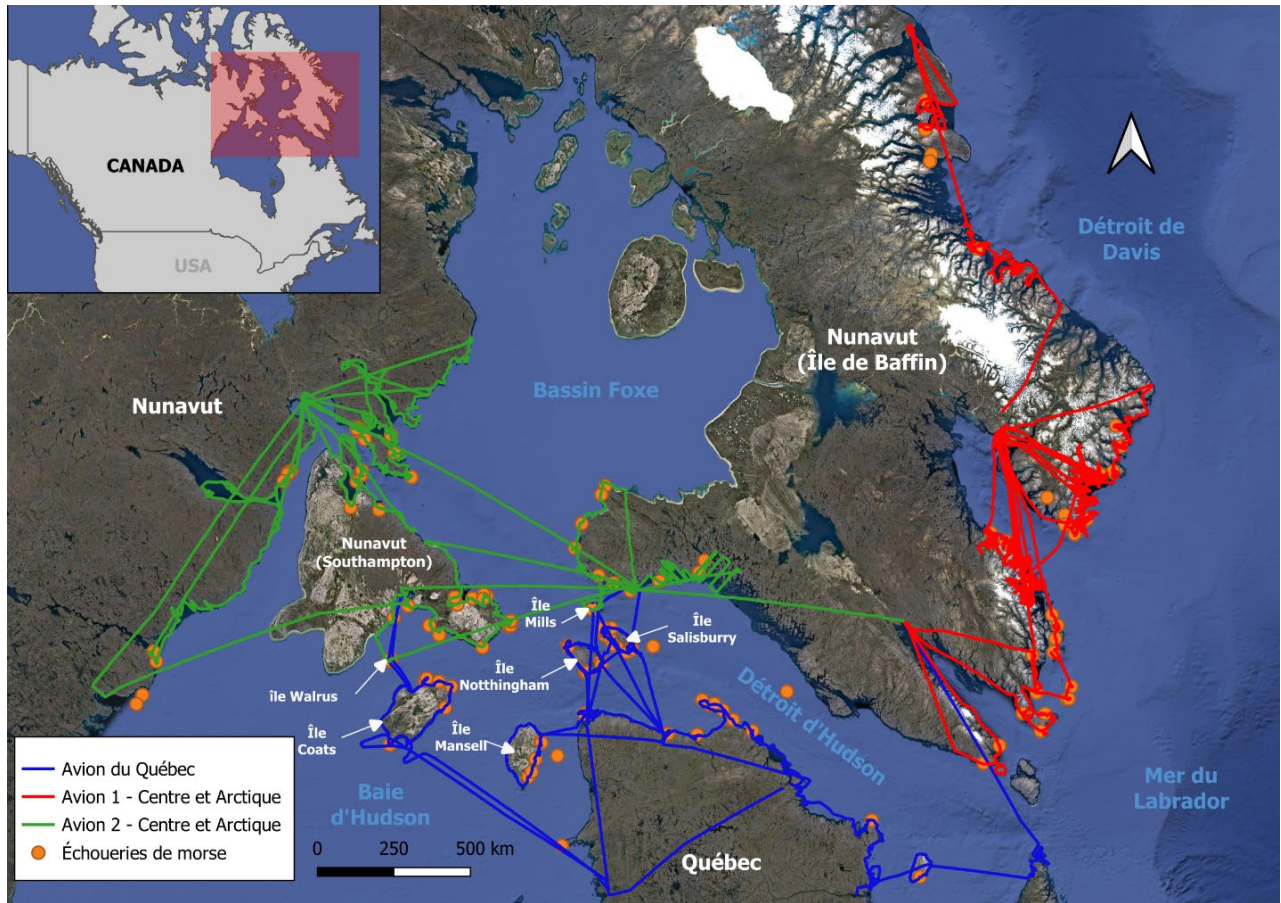 CANADA
USA
Détroit de
Davis
Nunavut
(Île de Baffin)
Bassin Foxe
Nunavut
Nunavut
(Southampton)
Île
Mills
Île
Salisburry
Île
Notthingham
île Walrus
Île
Coats
Île
Mansell
Détroit d'Hudson
Mer du
Labrador
Baie
d'Hudson
Québec
Avion du Québec
Avion 1 - Centre et Arctique
Avion 2 - Centre et Arctique
Échoueries de morse
0 250 500 km